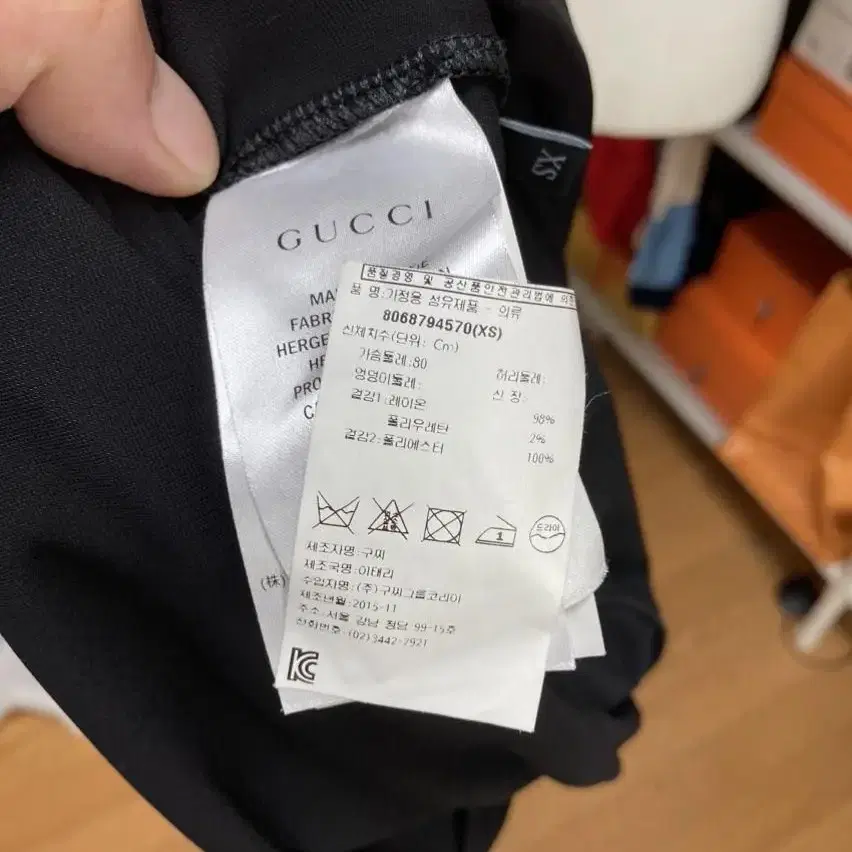 XS
GUCCI
MA
FABR
HERGE
HE
PRO
C
(株)
품질경영 및 공산품안전관리법에 의
품 명:가정용 섬유제품 - 의류
8068794570(XS)
신체치수(단위: Cm)
가슴둘레:80 허리둘레:
엉덩이둘레: 신 장:
겉감1:레이온 98%
폴리우레탄 2%
겉감2:폴리에스터 100%
1 드라이
제조자명:구찌
제조국명:이태리
수입자명:(주)구찌그룹코리아
제조년월:2015-11
주소:서울 강남 청담 99-15호
전화번호:(02)3442-2921